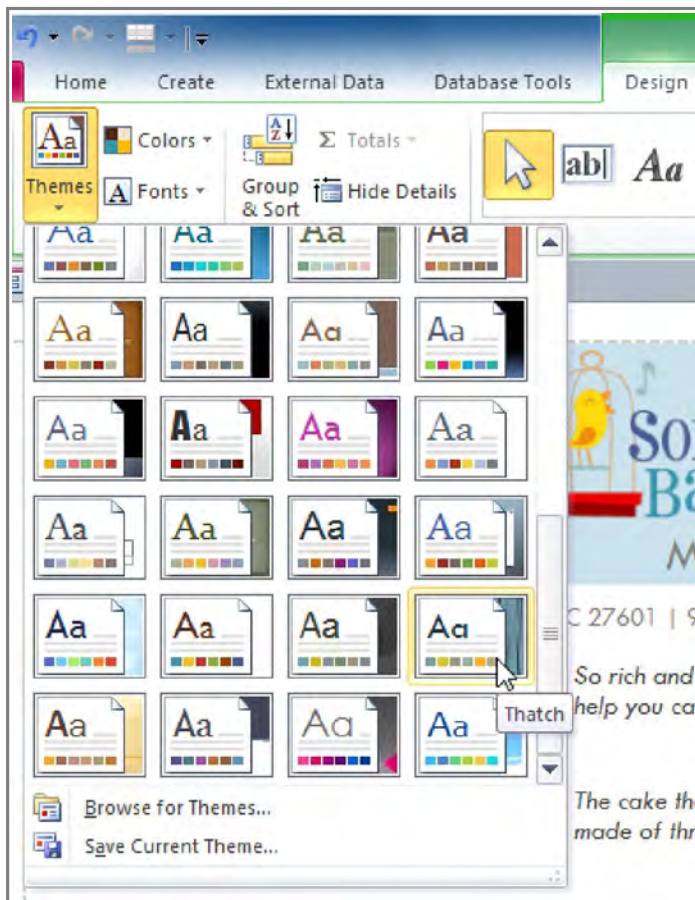 Home Create External Data Database Tools Design
Aa Colors A Z Σ Totals
ab Aa
Themes A Fonts Group & Sort Hide Details
Aa Aa Aa Aa
Aa Aa Aa Aa
Aa Aa Aa Aa
Aa Aa Aa Aa
Aa Aa Aa Aa
Aa Aa Aa Aa
Thatch
Browse for Themes...
Save Current Theme...
C 27601 | 9
So rich and
help you ca
The cake th
made of thr